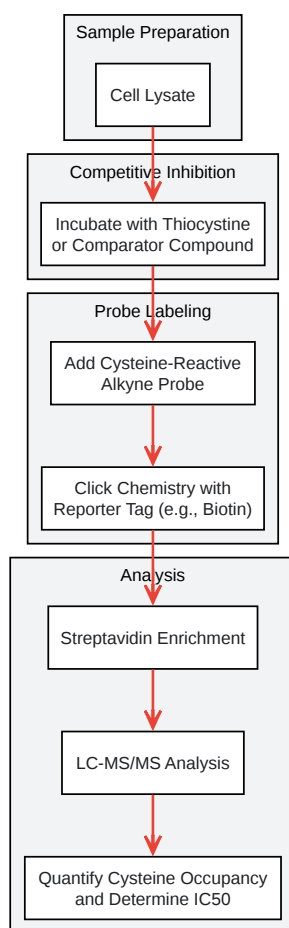 Sample Preparation
Cell Lysate
Competitive Inhibition
Incubate with Thiocystine
or Comparator Compound
Probe Labeling
Add Cysteine-Reactive
Alkyne Probe
Click Chemistry with
Reporter Tag (e.g., Biotin)
Analysis
Streptavidin Enrichment
LC-MS/MS Analysis
Quantify Cysteine Occupancy
and Determine IC50